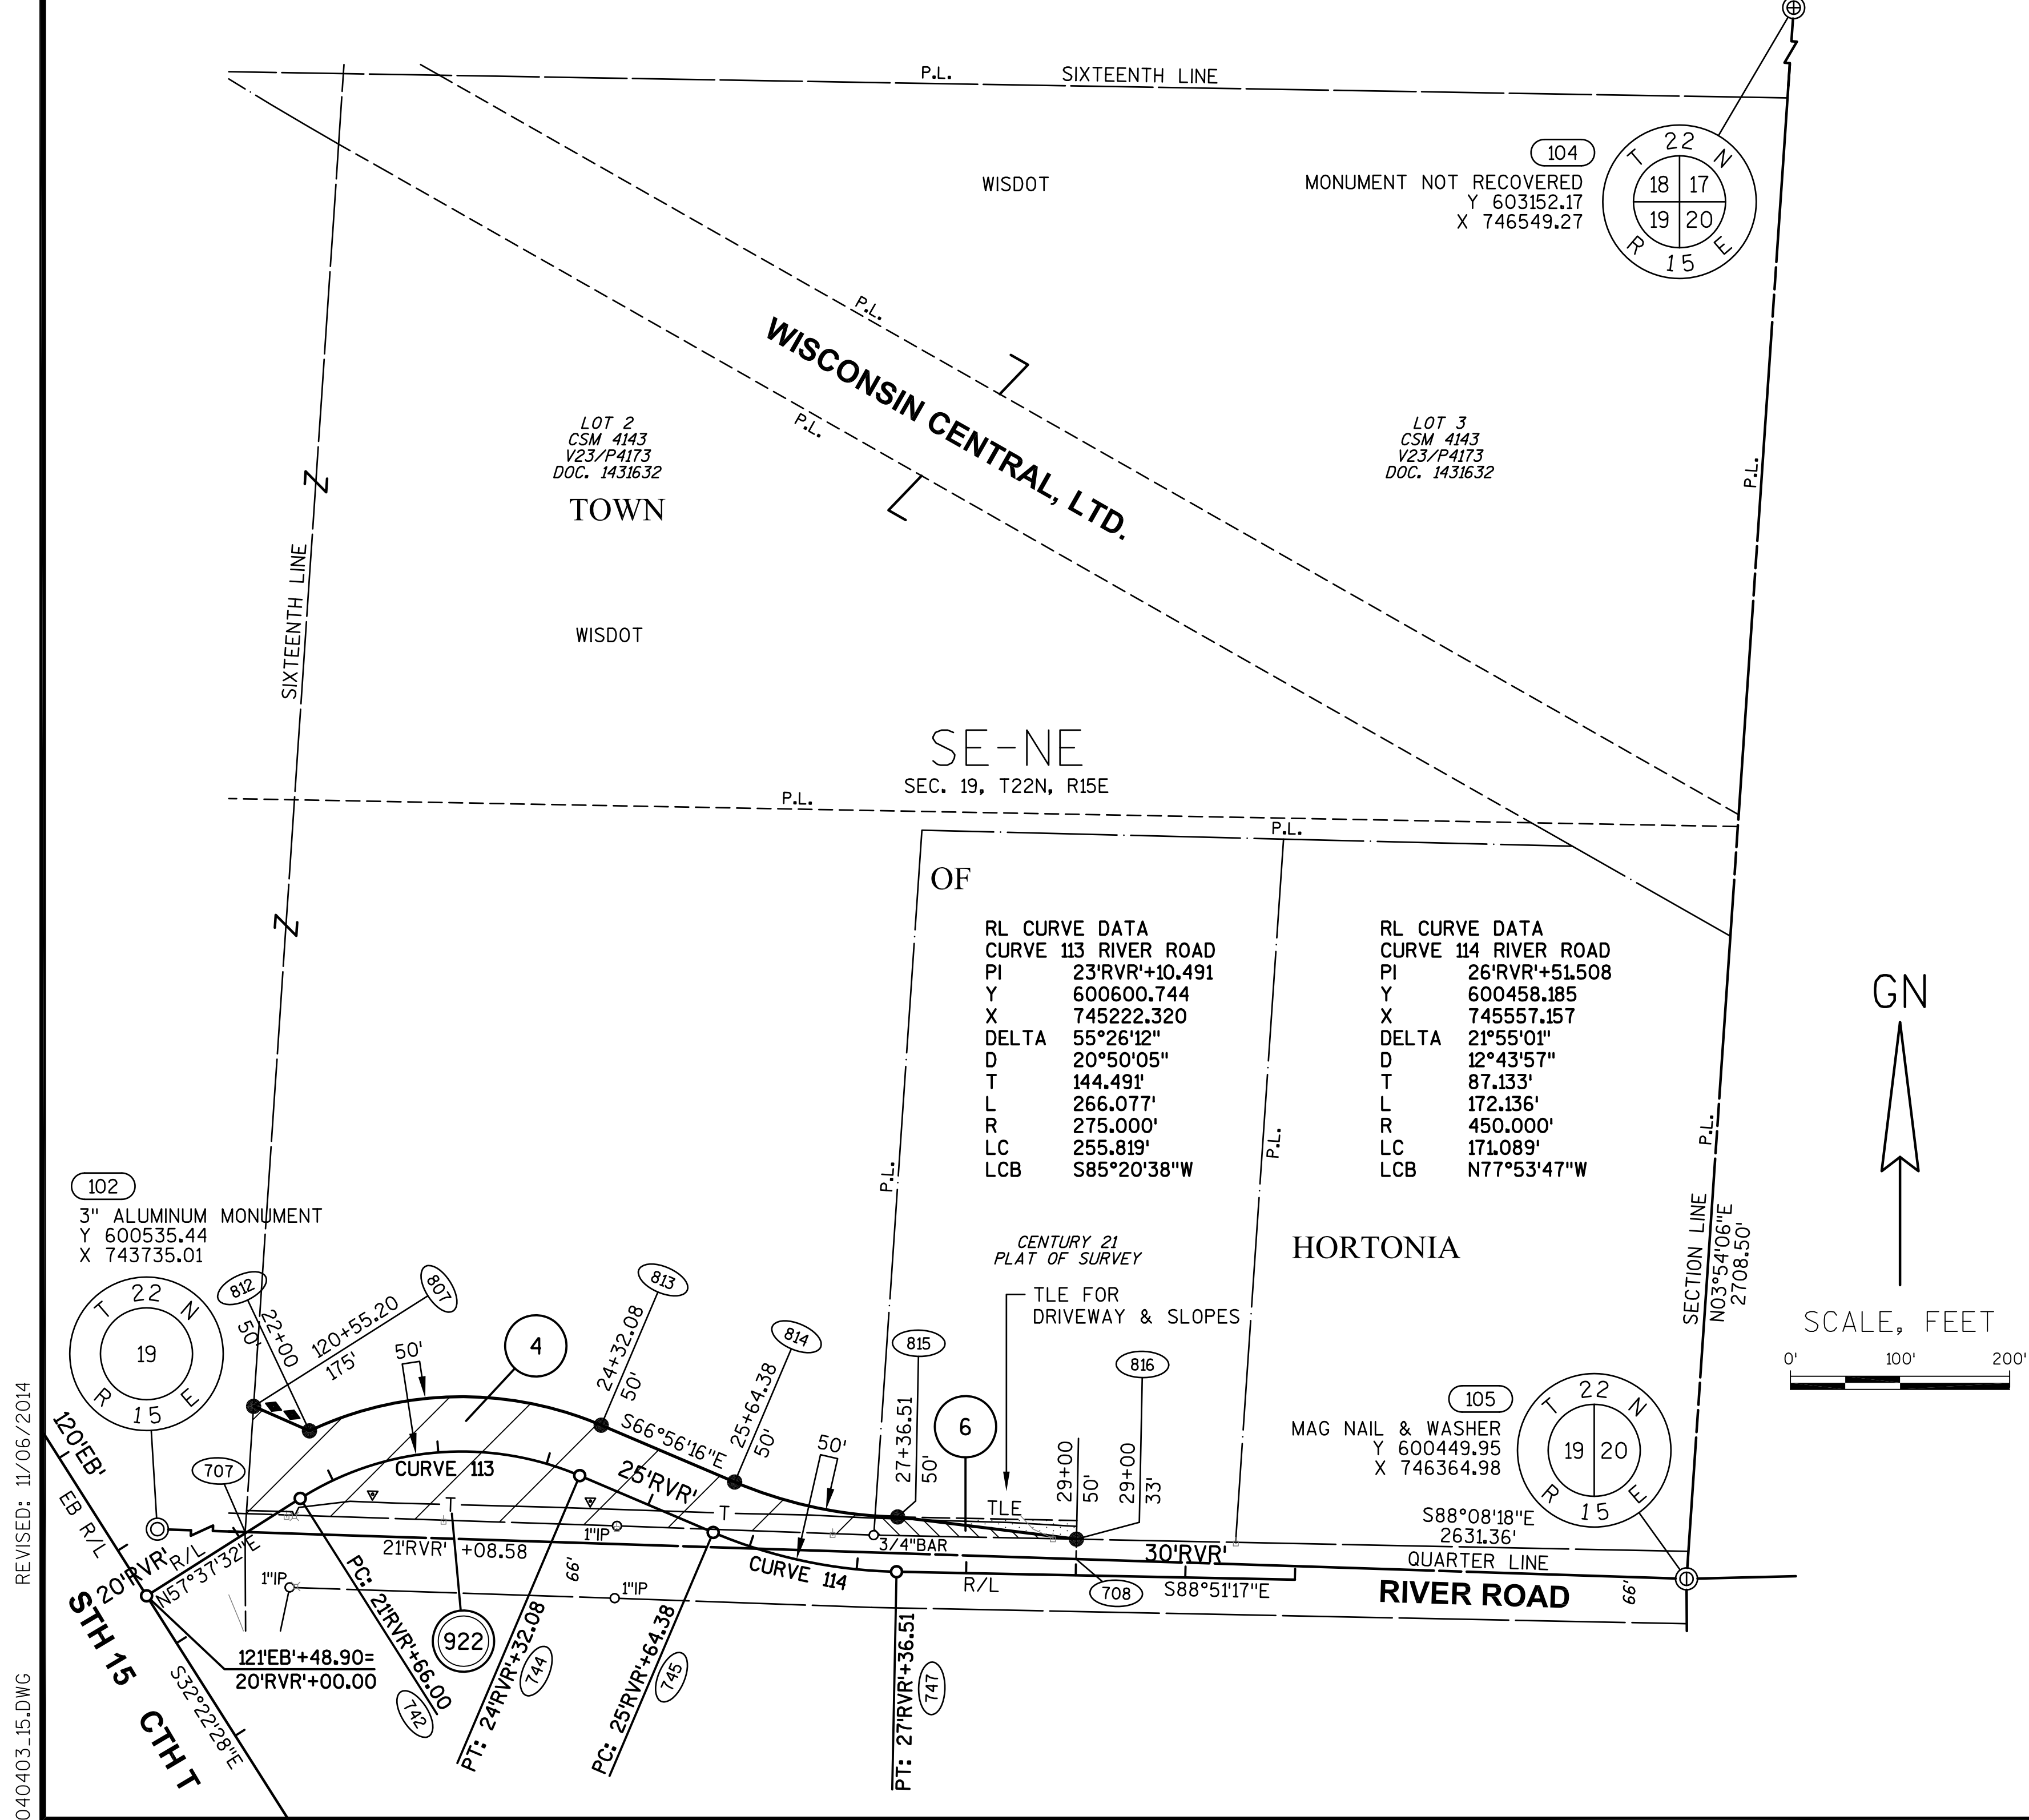 P.L.
SIXTEENTH LINE
WISDOT
104
MONUMENT NOT RECOVERED
Y 603152.17
X 746549.27
T 22 N
18 17
19 20
R 15 E
P.L.
WISCONSIN CENTRAL, LTD.
P.L.
LOT 2
CSM 4143
V23/P4173
DOC. 1431632
TOWN
LOT 3
CSM 4143
V23/P4173
DOC. 1431632
P.L.
SIXTEENTH LINE
WISDOT
SE-NE
SEC. 19, T22N, R15E
P.L.
P.L.
OF
RL CURVE DATA
CURVE 113 RIVER ROAD
PI 23'RVR'+10.491
Y 600600.744
X 745222.320
DELTA 55°26'12"
D 20°50'05"
T 144.491'
L 266.077'
R 275.000'
LC 255.819'
LCB S85°20'38"W
RL CURVE DATA
CURVE 114 RIVER ROAD
PI 26'RVR'+51.508
Y 600458.185
X 745557.157
DELTA 21°55'01"
D 12°43'57"
T 87.133'
L 172.136'
R 450.000'
LC 171.089'
LCB N77°53'47"W
GN
P.L.
P.L.
P.L.
SECTION LINE
N03°54'06"E
2708.50'
SCALE, FEET
0' 100' 200'
102
3" ALUMINUM MONUMENT
Y 600535.44
X 743735.01
T 22 N
19
R 15 E
CENTURY 21
PLAT OF SURVEY
HORTONIA
TLE FOR
DRIVEWAY & SLOPES
812
22+00
50'
807
120+55.20
175'
50'
4
813
24+32.08
50'
S66°56'16"E
814
25+64.38
50'
50'
815
27+36.51
50'
6
TLE
816
29+00
50'
29+00
33'
105
MAG NAIL & WASHER
Y 600449.95
X 746364.98
T 22 N
19 20
R 15 E
S88°08'18"E
2631.36'
QUARTER LINE
120'EB'
EB R/L
707
CURVE 113
25'RVR'
T
T
1"IP
3/4"BAR
20'RVR'
R/L
N57°37'32"E
21'RVR' +08.58
66'
CURVE 114
R/L
30'RVR'
708
S88°51'17"E
RIVER ROAD
66'
1"IP
1"IP
STH 15 CTH T
S32°22'28"E
121'EB'+48.90=
20'RVR'+00.00
922
PC: 21'RVR'+66.00
742
PT: 24'RVR'+32.08
744
PC: 25'RVR'+64.38
745
PT: 27'RVR'+36.51
747
REVISED: 11/06/2014
040403_15.DWG